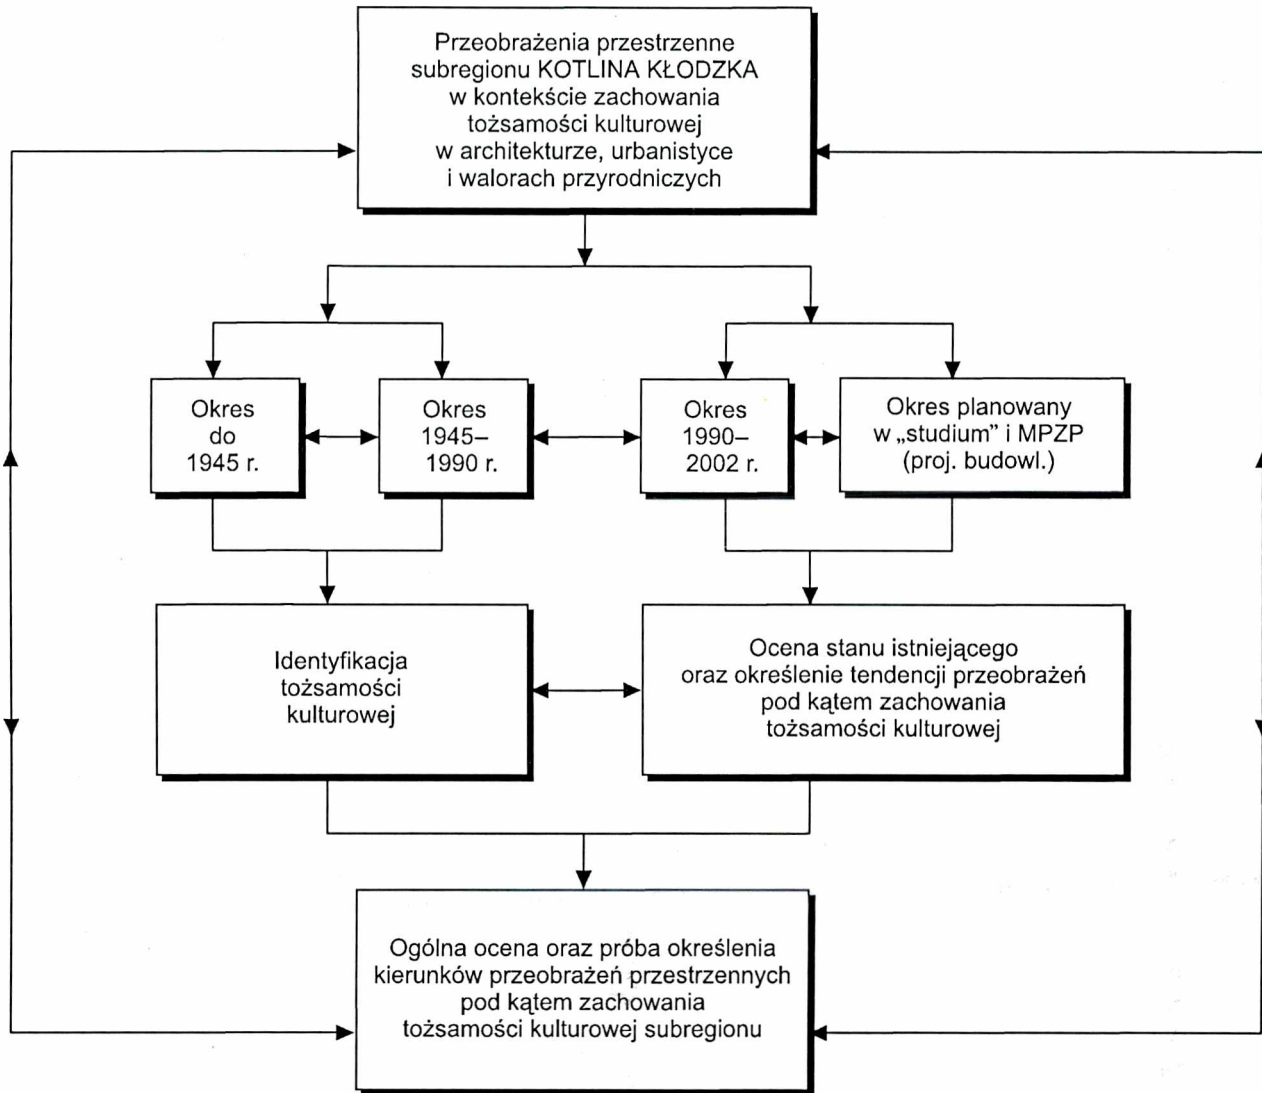 Przeobrażenia przestrzenne
subregionu KOTLINA KŁODZKA
w kontekście zachowania
tożsamości kulturowej
w architekturze, urbanistyce
i walorach przyrodniczych
Okres
do
1945 r.
Okres
1945–
1990 r.
Okres
1990–
2002 r.
Okres planowany
w „studium” i MPZP
(proj. budowl.)
Identyfikacja
tożsamości
kulturowej
Ocena stanu istniejącego
oraz określenie tendencji przeobrażeń
pod kątem zachowania
tożsamości kulturowej
Ogólna ocena oraz próba określenia
kierunków przeobrażeń przestrzennych
pod kątem zachowania
tożsamości kulturowej subregionu